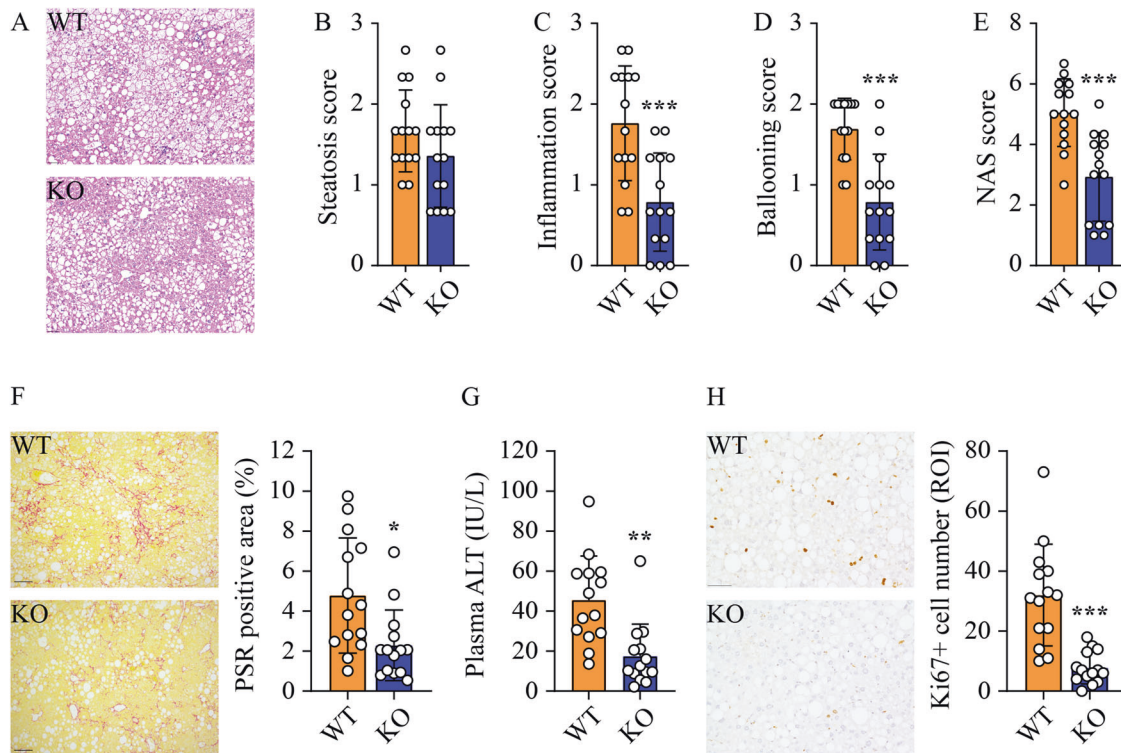 A
WT
KO
B
Steatosis score
3
2
1
0
WT
KO
C
Inflammation score
3
2
1
0
***
WT
KO
D
Ballooning score
3
2
1
0
***
WT
KO
E
NAS score
8
6
4
2
0
***
WT
KO
F
WT
KO
PSR positive area (%)
12
10
8
6
4
2
0
*
WT
KO
G
Plasma ALT (IU/L)
120
100
80
60
40
20
0
**
WT
KO
H
WT
KO
Ki67+ cell number (ROI)
80
60
40
20
0
***
WT
KO